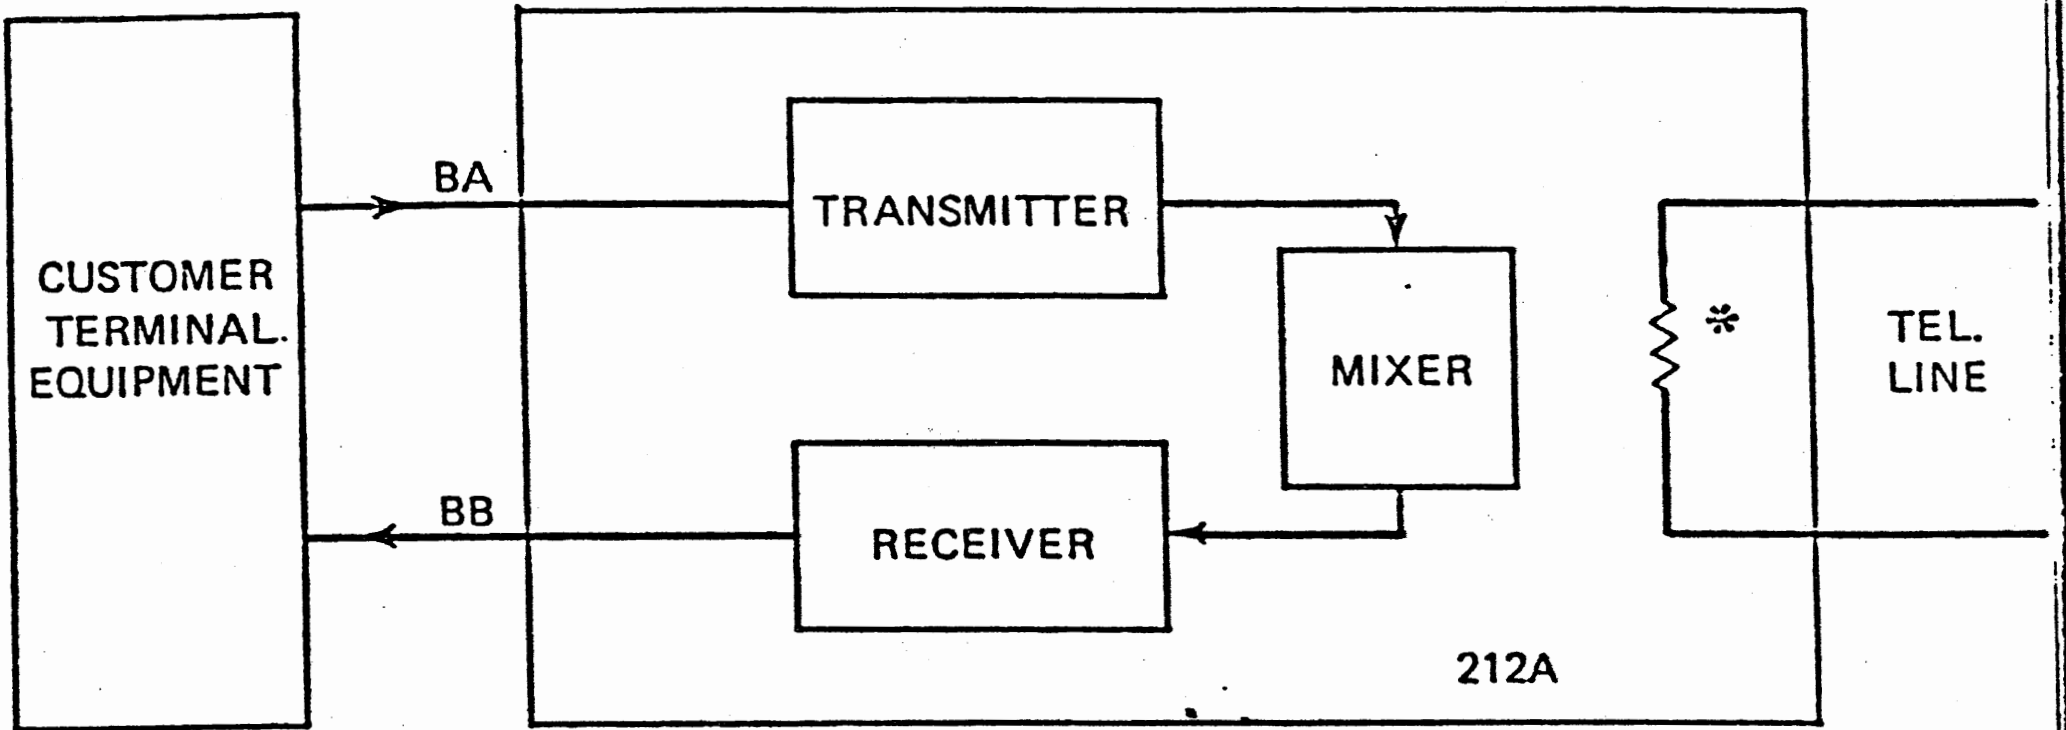 BA
TRANSMITTER
CUSTOMER
TERMINAL.
EQUIPMENT
MIXER
*
TEL.
LINE
BB
RECEIVER
212A